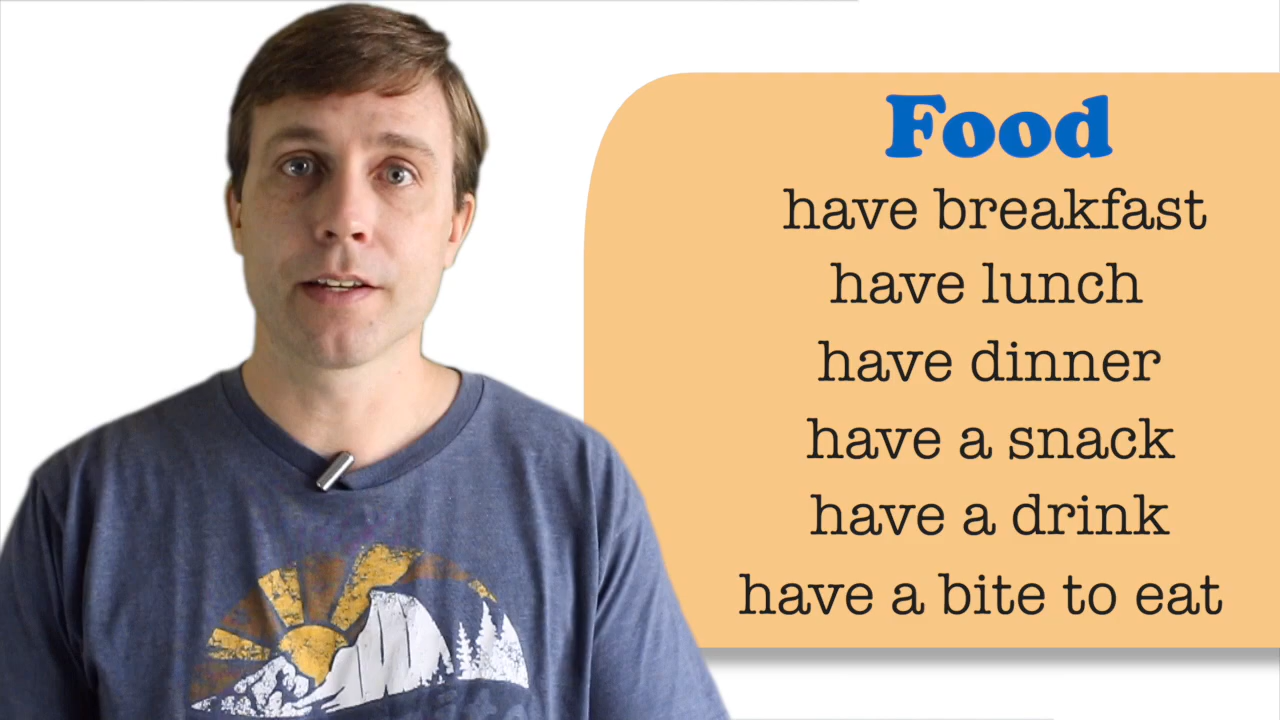 Food
have breakfast
have lunch
have dinner
have a snack
have a drink
have a bite to eat